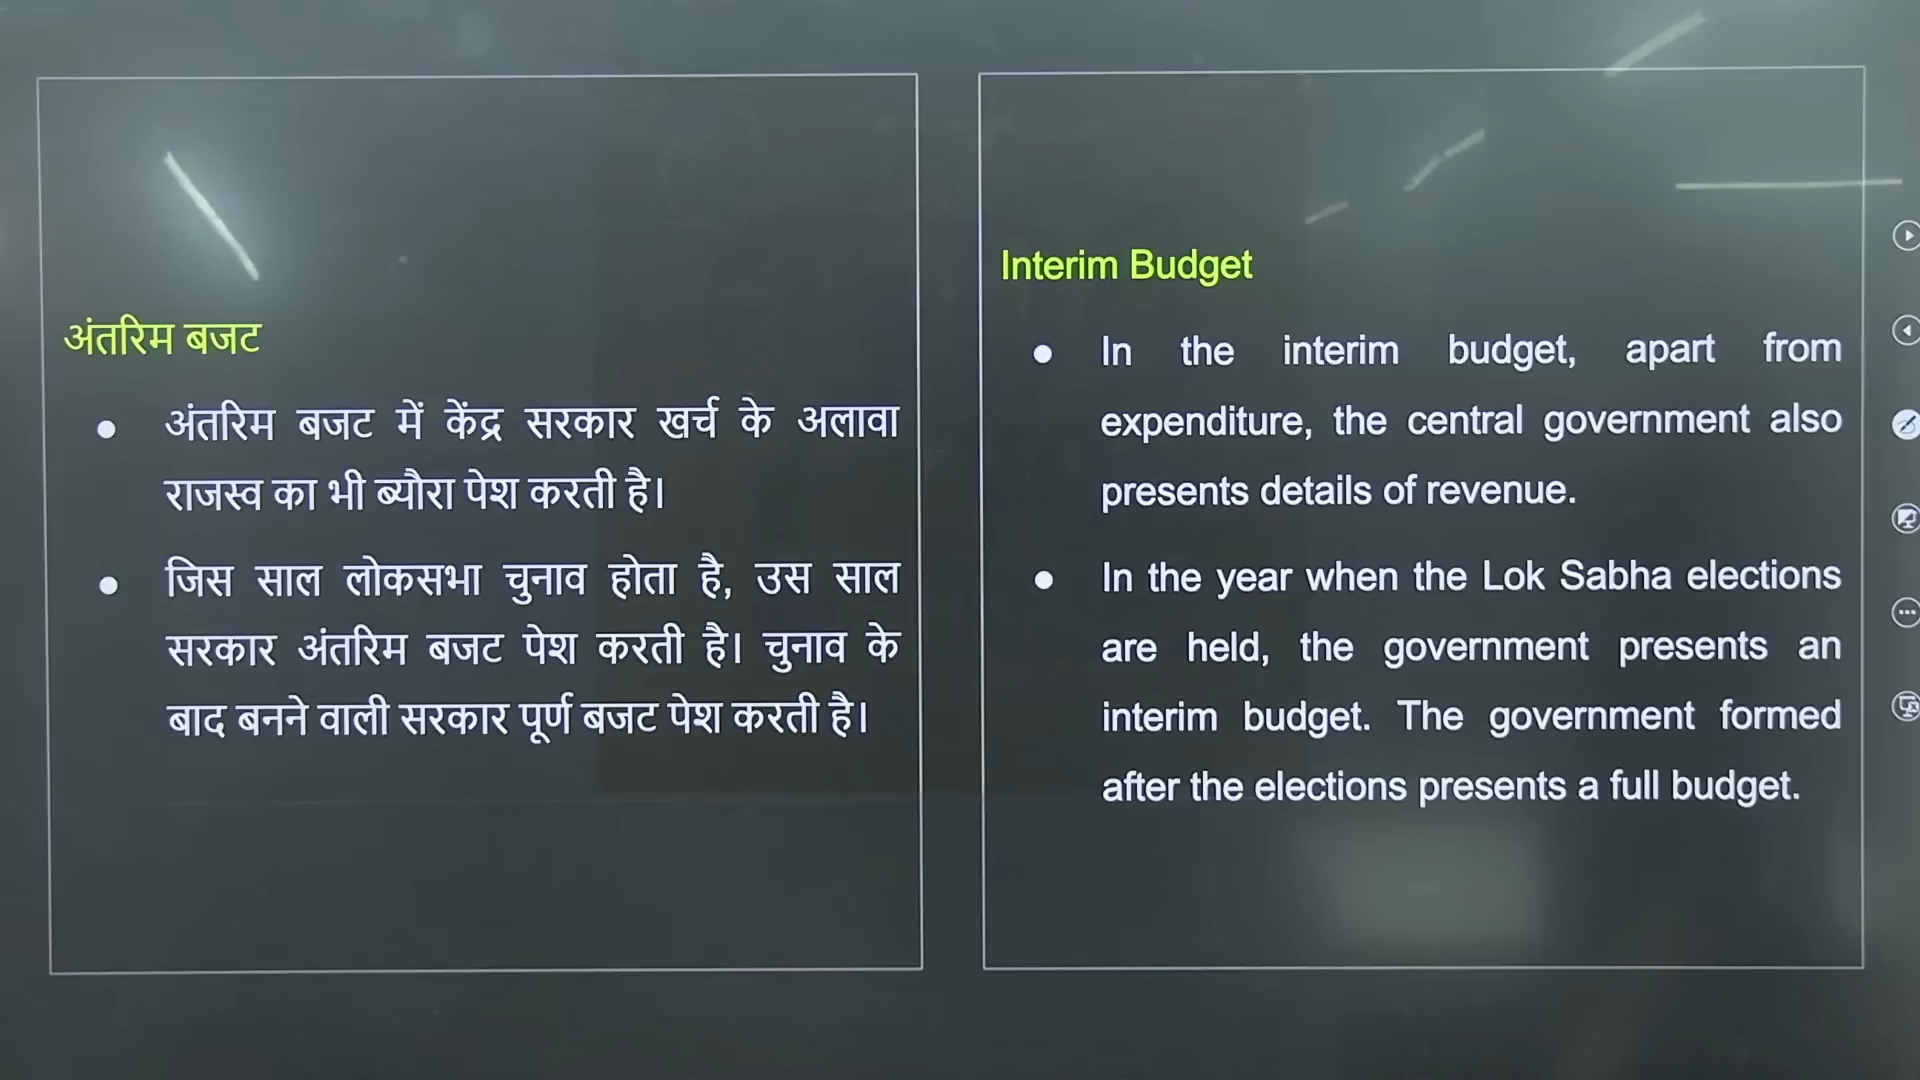 अंतरिम बजट
● अंतरिम बजट में केंद्र सरकार खर्च के अलावा
राजस्व का भी ब्यौरा पेश करती है।
● जिस साल लोकसभा चुनाव होता है, उस साल
सरकार अंतरिम बजट पेश करती है। चुनाव के
बाद बनने वाली सरकार पूर्ण बजट पेश करती है।
Interim Budget
● In the interim budget, apart from
expenditure, the central government also
presents details of revenue.
● In the year when the Lok Sabha elections
are held, the government presents an
interim budget. The government formed
after the elections presents a full budget.